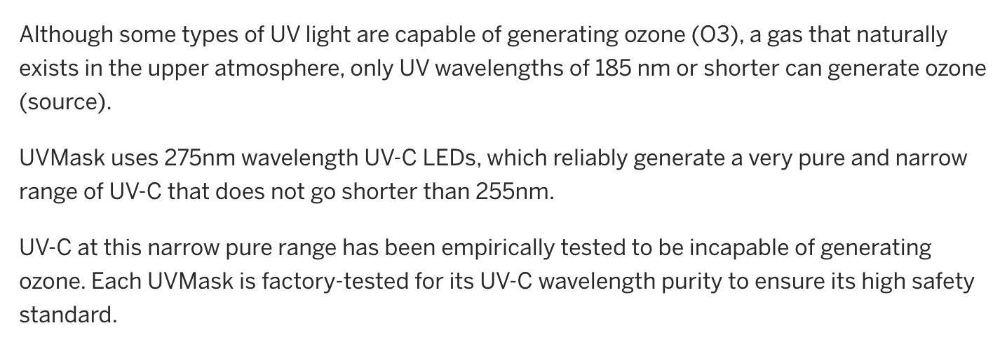 Although some types of UV light are capable of generating ozone (O3), a gas that naturally
exists in the upper atmosphere, only UV wavelengths of 185 nm or shorter can generate ozone
(source).
UVMask uses 275nm wavelength UV-C LEDs, which reliably generate a very pure and narrow
range of UV-C that does not go shorter than 255nm.
UV-C at this narrow pure range has been empirically tested to be incapable of generating
ozone. Each UVMask is factory-tested for its UV-C wavelength purity to ensure its high safety
standard.